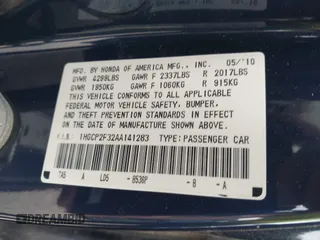 MFD. BY HONDA OF AMERICA MFG., INC. 05/'10
GVWR 4299LBS GAWR F 2337LBS R 2017LBS
GVWR 1950KG GAWR F 1060KG R 915KG
THIS VEHICLE CONFORMS TO ALL APPLICABLE
FEDERAL MOTOR VEHICLE SAFETY, BUMPER,
AND THEFT PREVENTION STANDARDS IN EFFECT
ON THE DATE OF MANUFACTURE SHOWN ABOVE.
1HGCP2F32AA141283 TYPE: PASSENGER CAR
TA5 A LD5 -B536P -B -A